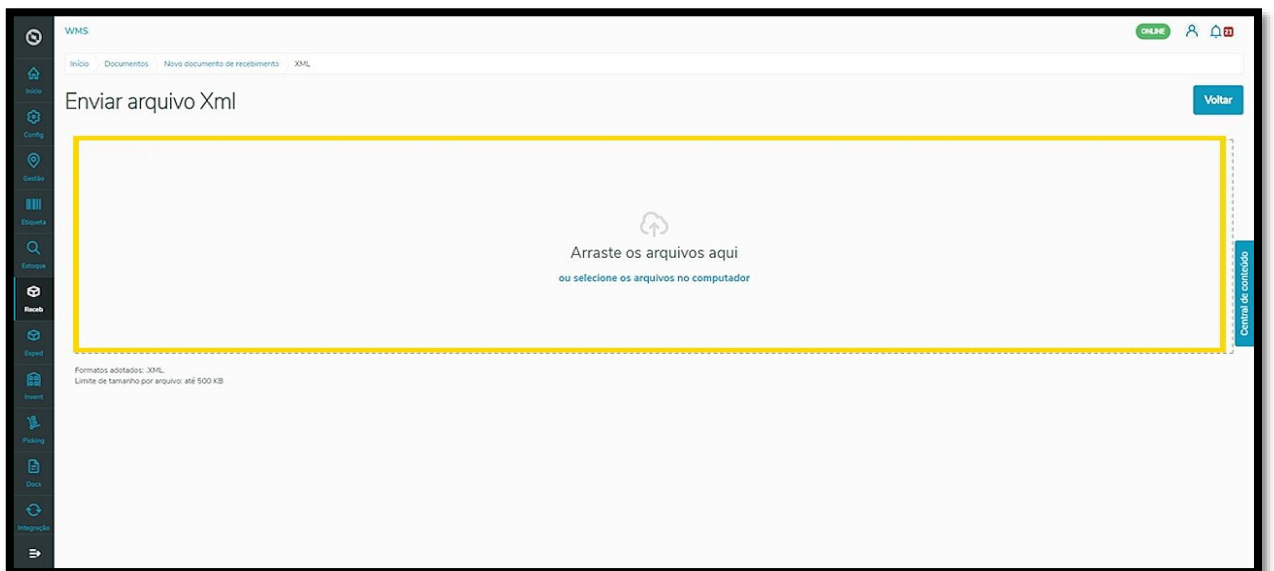 WMS
ONLINE
21
Início Documentos Novo documento de recebimento XML
Enviar arquivo Xml
Voltar
Início
Config
Gestão
Etiqueta
Estoque
Receb
Exped
Invent
Picking
Docs
Integração
Arraste os arquivos aqui
ou selecione os arquivos no computador
Central de conteúdo
Formatos adotados: .XML.
Limite de tamanho por arquivo: até 500 KB